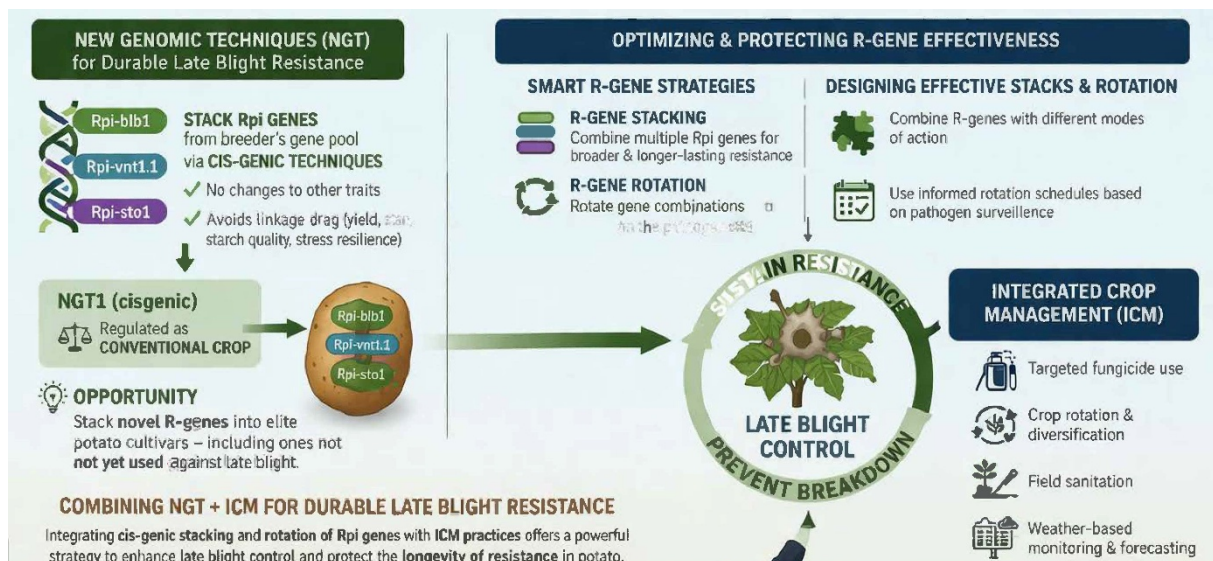 NEW GENOMIC TECHNIQUES (NGT)
for Durable Late Blight Resistance
Rpi-blb1
Rpi-vnt1.1
Rpi-sto1
STACK Rpi GENES
from breeder's gene pool
via CIS-GENIC TECHNIQUES
No changes to other traits
Avoids linkage drag (yield,
starch quality, stress resilience)
NGT1 (cisgenic)
Regulated as
CONVENTIONAL CROP
Rpi-blb1
Rpi-vnt1.1
Rpi-sto1
OPPORTUNITY
Stack novel R-genes into elite
potato cultivars – including ones not
not yet used against late blight.
COMBINING NGT + ICM FOR DURABLE LATE BLIGHT RESISTANCE
Integrating cis-genic stacking and rotation of Rpi genes with ICM practices offers a powerful
strategy to enhance late blight control and protect the longevity of resistance in potato.
OPTIMIZING & PROTECTING R-GENE EFFECTIVENESS
SMART R-GENE STRATEGIES
R-GENE STACKING
Combine multiple Rpi genes for
broader & longer-lasting resistance
R-GENE ROTATION
Rotate gene combinations
the
DESIGNING EFFECTIVE STACKS & ROTATION
Combine R-genes with different modes
of action
Use informed rotation schedules based
on pathogen surveillence
SUSTAIN RESISTANCE
LATE BLIGHT
CONTROL
PREVENT BREAKDOWN
INTEGRATED CROP
MANAGEMENT (ICM)
Targeted fungicide use
Crop rotation &
diversification
Field sanitation
Weather-based
monitoring & forecasting